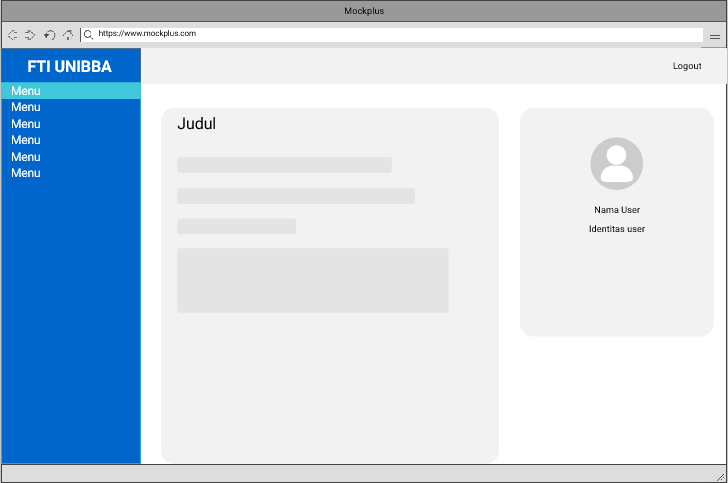 Mockplus
https://www.mockplus.com
FTI UNIBBA
Logout
Menu
Menu
Menu
Menu
Menu
Menu
Judul
Nama User
Identitas user